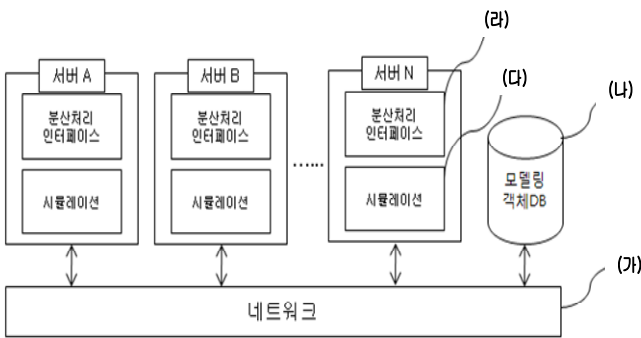 (라)
서버 A
서버 B
서버 N
(다)
(나)
분산처리
인터페이스
분산처리
인터페이스
분산처리
인터페이스
......
시뮬레이션
시뮬레이션
시뮬레이션
모델링
객체DB
(가)
네트워크